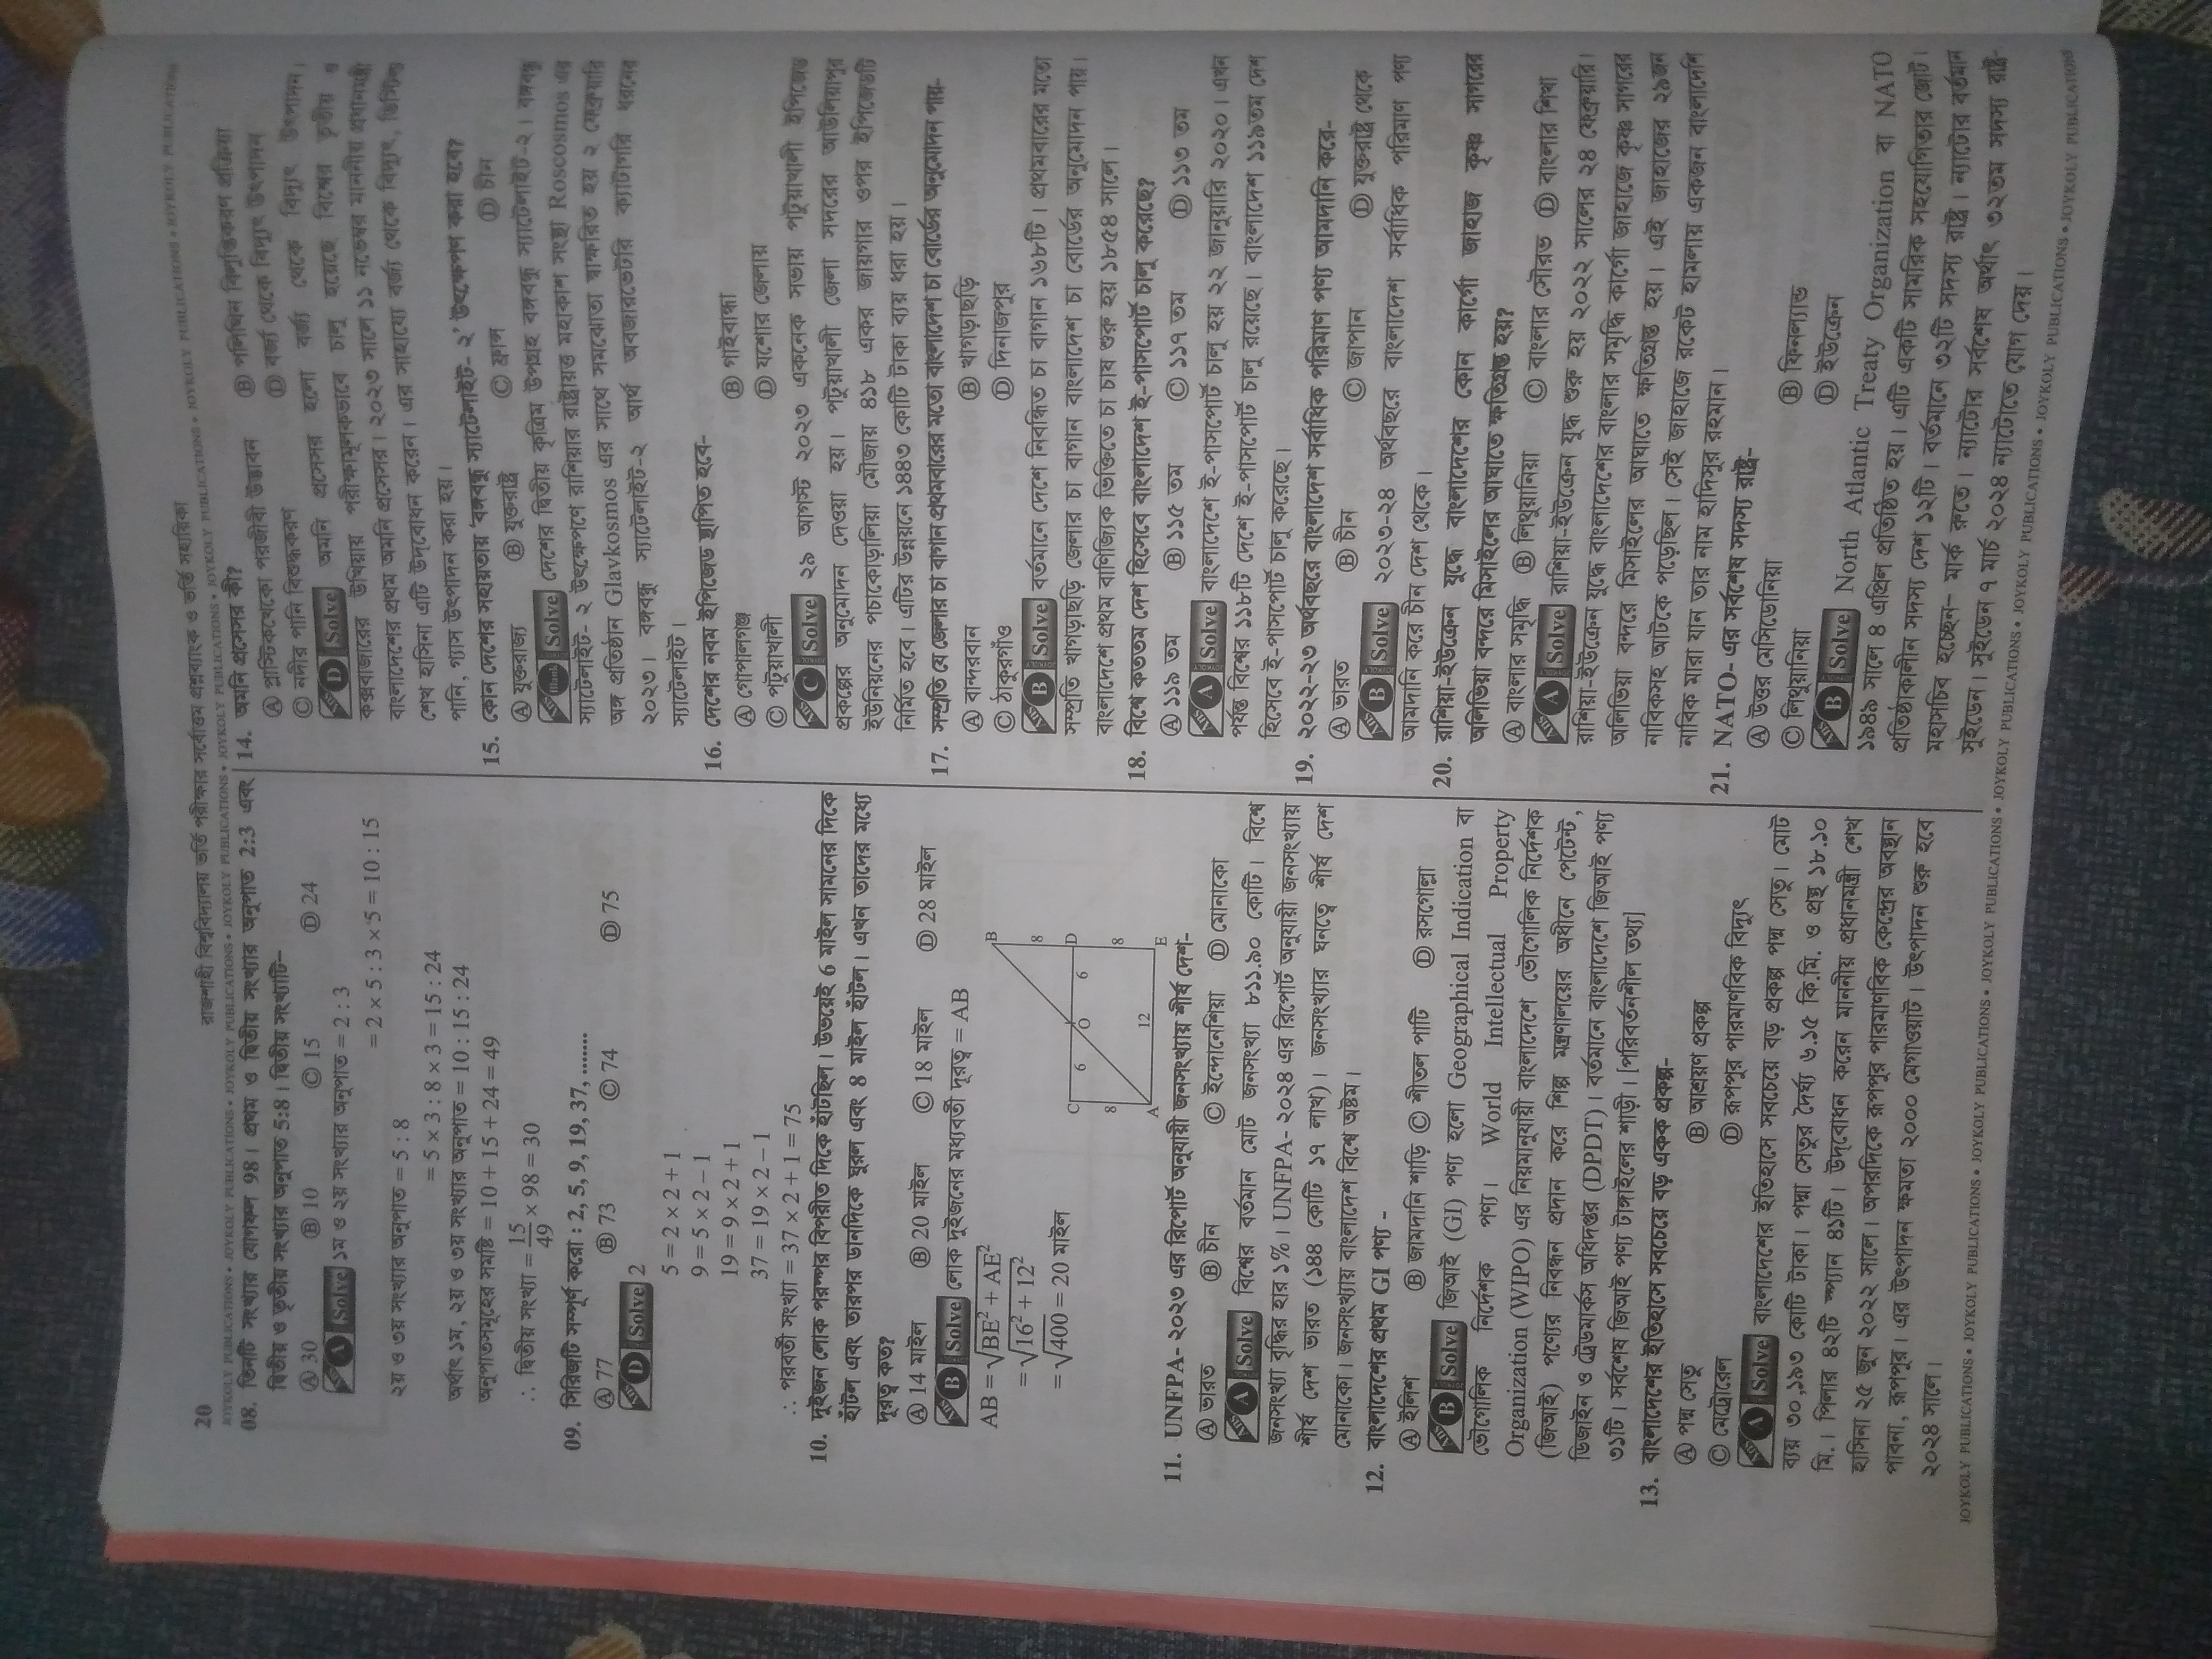 20
রাজশাহী বিশ্ববিদ্যালয় ভর্তি পরীক্ষার সর্বোত্তম প্রশ্নব্যাংক ও ভর্তি সহায়িকা
JOYKOLY PUBLICATIONS • JOYKOLY PUBLICATIONS • JOYKOLY PUBLICATIONS • JOYKOLY PUBLICATIONS • JOYKOLY PUBLICATIONS • JOYKOLY PUBLICATIONS • JOYKOLY PUBLICATIONS • JOYKOLY PUBLICATIONS
08. তিনটি সংখ্যার যোগফল 98। প্রথম ও দ্বিতীয় সংখ্যার অনুপাত 2:3 এবং
দ্বিতীয় ও তৃতীয় সংখ্যার অনুপাত 5:8। দ্বিতীয় সংখ্যাটি–
Ⓐ 30 Ⓑ 10 Ⓒ 15 Ⓓ 24
Ans A Solve ১ম ও ২য় সংখ্যার অনুপাত = 2 : 3
= 2 × 5 : 3 × 5 = 10 : 15
২য় ও ৩য় সংখ্যার অনুপাত = 5 : 8
= 5 × 3 : 8 × 3 = 15 : 24
অর্থাৎ ১ম, ২য় ও ৩য় সংখ্যার অনুপাত = 10 : 15 : 24
অনুপাতসমূহের সমষ্টি = 10 + 15 + 24 = 49
∴ দ্বিতীয় সংখ্যা = 15/49 × 98 = 30
09. সিরিজটি সম্পূর্ণ করো : 2, 5, 9, 19, 37, .......
Ⓐ 77 Ⓑ 73 Ⓒ 74 Ⓓ 75
Ans D Solve 2
5 = 2 × 2 + 1
9 = 5 × 2 – 1
19 = 9 × 2 + 1
37 = 19 × 2 – 1
∴ পরবর্তী সংখ্যা = 37 × 2 + 1 = 75
10. দুইজন লোক পরস্পর বিপরীত দিকে হাঁটছিল। উভয়েই 6 মাইল সামনের দিকে
হাঁটল এবং তারপর ডানদিকে ঘুরল এবং 8 মাইল হাঁটল। এখন তাদের মধ্যে
দূরত্ব কত?
Ⓐ 14 মাইল Ⓑ 20 মাইল Ⓒ 18 মাইল Ⓓ 28 মাইল
Ans B Solve লোক দুইজনের মধ্যবর্তী দূরত্ব = AB
AB = √BE² + AE²
= √16² + 12²
= √400 = 20 মাইল
B
8
C 6 O 6 D
8 8
A 12 E
11. UNFPA- ২০২৩ এর রিপোর্ট অনুযায়ী জনসংখ্যায় শীর্ষ দেশ-
Ⓐ ভারত Ⓑ চীন Ⓒ ইন্দোনেশিয়া Ⓓ মোনাকো
Ans A Solve বিশ্বের বর্তমান মোট জনসংখ্যা ৮১১.৯০ কোটি। বিশ্বে
জনসংখ্যা বৃদ্ধির হার ১%। UNFPA- ২০২৪ এর রিপোর্ট অনুযায়ী জনসংখ্যায়
শীর্ষ দেশ ভারত (১৪৪ কোটি ১৭ লাখ)। জনসংখ্যার ঘনত্বে শীর্ষ দেশ
মোনাকো। জনসংখ্যায় বাংলাদেশ বিশ্বে অষ্টম।
12. বাংলাদেশের প্রথম GI পণ্য -
Ⓐ ইলিশ Ⓑ জামদানি শাড়ি Ⓒ শীতল পাটি Ⓓ রসগোল্লা
Ans B Solve জিআই (GI) পণ্য হলো Geographical Indication বা
ভৌগোলিক নির্দেশক পণ্য। World Intellectual Property
Organization (WIPO) এর নিয়মানুযায়ী বাংলাদেশে ভৌগোলিক নির্দেশক
(জিআই) পণ্যের নিবন্ধন প্রদান করে শিল্প মন্ত্রণালয়ের অধীনে পেটেন্ট,
ডিজাইন ও ট্রেডমার্কস অধিদপ্তর (DPDT)। বর্তমানে বাংলাদেশে জিআই পণ্য
৩১টি। সর্বশেষ জিআই পণ্য টাঙ্গাইলের শাড়ী। [পরিবর্তনশীল তথ্য]
13. বাংলাদেশের ইতিহাসে সবচেয়ে বড় একক প্রকল্প-
Ⓐ পদ্ম সেতু Ⓑ আশ্রয়ণ প্রকল্প
Ⓒ মেট্রোরেল Ⓓ রূপপুর পারমাণবিক বিদ্যুৎ
Ans A Solve বাংলাদেশের ইতিহাসে সবচেয়ে বড় প্রকল্প পদ্ম সেতু। মোট
ব্যয় ৩০,১৯৩ কোটি টাকা। পদ্মা সেতুর দৈর্ঘ্য ৬.১৫ কি.মি. ও প্রস্থ ১৮.১০
মি.। পিলার ৪২টি স্প্যান ৪১টি। উদ্‌বোধন করেন মাননীয় প্রধানমন্ত্রী শেখ
হাসিনা ২৫ জুন ২০২২ সালে। অপরদিকে রূপপুর পারমাণবিক কেন্দ্রের অবস্থান
পাবনা, রূপপুর। এর উৎপাদন ক্ষমতা ২০০০ মেগাওয়াট। উৎপাদন শুরু হবে
২০২৪ সালে।
14. অমনি প্রসেসর কী?
Ⓐ প্লাস্টিকখেকো পরজীবী উদ্ভাবন Ⓑ পলিথিন বিলুপ্তিকরণ প্রক্রিয়া
Ⓒ নদীর পানি বিশুদ্ধকরণ Ⓓ বর্জ্য থেকে বিদ্যুৎ উৎপাদন
Ans D Solve অমনি প্রসেসর হলো বর্জ্য থেকে বিদ্যুৎ উৎপাদন।
কক্সবাজারের উখিয়ায় পরীক্ষামূলকভাবে চালু হয়েছে বিশ্বের তৃতীয় ও
বাংলাদেশের প্রথম অমনি প্রসেসর। ২০২৩ সালে ১১ নভেম্বর মাননীয় প্রধানমন্ত্রী
শেখ হাসিনা এটি উদ্‌বোধন করেন। এর সাহায্যে বর্জ্য থেকে বিদ্যুৎ, ডিস্টিল্ড
পানি, গ্যাস উৎপাদন করা হয়।
15. কোন দেশের সহায়তায় ‘বঙ্গবন্ধু স্যাটেলাইট- ২’ উৎক্ষেপণ করা হবে?
Ⓐ যুক্তরাজ্য Ⓑ যুক্তরাষ্ট্র Ⓒ ফ্রান্স Ⓓ চীন
Ans Blank Solve দেশের দ্বিতীয় কৃত্রিম উপগ্রহ বঙ্গবন্ধু স্যাটেলাইট-২। বঙ্গবন্ধু
স্যাটেলাইট- ২ উৎক্ষেপণে রাশিয়ার রাষ্ট্রায়ত্ত মহাকাশ সংস্থা Roscosmos এর
অঙ্গ প্রতিষ্ঠান Glavkosmos এর সাথে সমঝোতা স্বাক্ষরিত হয় ২ ফেব্রুয়ারি
২০২৩। বঙ্গবন্ধু স্যাটেলাইট-২ আর্থ অবজারভেটরি ক্যাটাগরি ধরনের
স্যাটেলাইট।
16. দেশের নবম ইপিজেড স্থাপিত হবে-
Ⓐ গোপালগঞ্জ Ⓑ গাইবান্ধা
Ⓒ পটুয়াখালী Ⓓ যশোর জেলায়
Ans C Solve ২৯ আগস্ট ২০২৩ একনেক সভায় পটুয়াখালী ইপিজেড
প্রকল্পের অনুমোদন দেওয়া হয়। পটুয়াখালী জেলা সদরের আউলিয়াপুর
ইউনিয়নের পচাকোড়ালিয়া মৌজায় ৪১৮ একর জায়গার ওপর ইপিজেডটি
নির্মিত হবে। এটির উন্নয়নে ১৪৪৩ কোটি টাকা ব্যয় ধরা হয়।
17. সম্প্রতি যে জেলার চা বাগান প্রথমবারের মতো বাংলাদেশ চা বোর্ডের অনুমোদন পায়-
Ⓐ বান্দরবান Ⓑ খাগড়াছড়ি
Ⓒ ঠাকুরগাঁও Ⓓ দিনাজপুর
Ans B Solve বর্তমানে দেশে নিবন্ধিত চা বাগান ১৬৮টি। প্রথমবারের মতো
সম্প্রতি খাগড়াছড়ি জেলার চা বাগান বাংলাদেশ চা বোর্ডের অনুমোদন পায়।
বাংলাদেশে প্রথম বাণিজ্যিক ভিত্তিতে চা চাষ শুরু হয় ১৮৫৪ সালে।
18. বিশ্বে কততম দেশ হিসেবে বাংলাদেশ ই-পাসপোর্ট চালু করেছে?
Ⓐ ১১৯ তম Ⓑ ১১৫ তম Ⓒ ১১৭ তম Ⓓ ১১৩ তম
Ans A Solve বাংলাদেশে ই-পাসপোর্ট চালু হয় ২২ জানুয়ারি ২০২০। এখন
পর্যন্ত বিশ্বের ১১৮টি দেশে ই-পাসপোর্ট চালু রয়েছে। বাংলাদেশ ১১৯তম দেশ
হিসেবে ই-পাসপোর্ট চালু করেছে।
19. ২০২২-২৩ অর্থবছরে বাংলাদেশ সর্বাধিক পরিমাণ পণ্য আমদানি করে-
Ⓐ ভারত Ⓑ চীন Ⓒ জাপান Ⓓ যুক্তরাষ্ট্র থেকে
Ans B Solve ২০২৩-২৪ অর্থবছরে বাংলাদেশ সর্বাধিক পরিমাণ পণ্য
আমদানি করে চীন দেশ থেকে।
20. রাশিয়া-ইউক্রেন যুদ্ধে বাংলাদেশের কোন কার্গো জাহাজ কৃষ্ণ সাগরের
অলিভিয়া বন্দরে মিসাইলের আঘাতে ক্ষতিগ্রস্ত হয়?
Ⓐ বাংলার সমৃদ্ধি Ⓑ লিথুয়ানিয়া Ⓒ বাংলার সৌরভ Ⓓ বাংলার শিখা
Ans A Solve রাশিয়া-ইউক্রেন যুদ্ধ শুরু হয় ২০২২ সালের ২৪ ফেব্রুয়ারি।
রাশিয়া-ইউক্রেন যুদ্ধে বাংলাদেশের বাংলার সমৃদ্ধি কার্গো জাহাজে কৃষ্ণ সাগরের
অলিভিয়া বন্দরে মিসাইলের আঘাতে ক্ষতিগ্রস্ত হয়। এই জাহাজের ২৯জন
নাবিকসহ আটকে পড়েছিল। সেই জাহাজে রকেট হামলায় একজন বাংলাদেশি
নাবিক মারা যান তার নাম হাদিসুর রহমান।
21. NATO- এর সর্বশেষ সদস্য রাষ্ট্র-
Ⓐ উত্তর মেসিডোনিয়া Ⓑ ফিনল্যান্ড
Ⓒ লিথুয়ানিয়া Ⓓ ইউক্রেন
Ans B Solve North Atlantic Treaty Organization বা NATO
১৯৪৯ সালে ৪ এপ্রিল প্রতিষ্ঠিত হয়। এটি একটি সামরিক সহযোগিতার জোট।
প্রতিষ্ঠাকালীন সদস্য দেশ ১২টি। বর্তমানে ৩২টি সদস্য রাষ্ট্র। ন্যাটোর বর্তমান
মহাসচিব হচ্ছেন– মার্ক রুতে। ন্যাটোর সর্বশেষ অর্থাৎ ৩২তম সদস্য রাষ্ট্র-
সুইডেন। সুইডেন ৭ মার্চ ২০২৪ ন্যাটোতে যোগ দেয়।
JOYKOLY PUBLICATIONS • JOYKOLY PUBLICATIONS • JOYKOLY PUBLICATIONS • JOYKOLY PUBLICATIONS • JOYKOLY PUBLICATIONS • JOYKOLY PUBLICATIONS • JOYKOLY PUBLICATIONS • JOYKOLY PUBLICATIONS